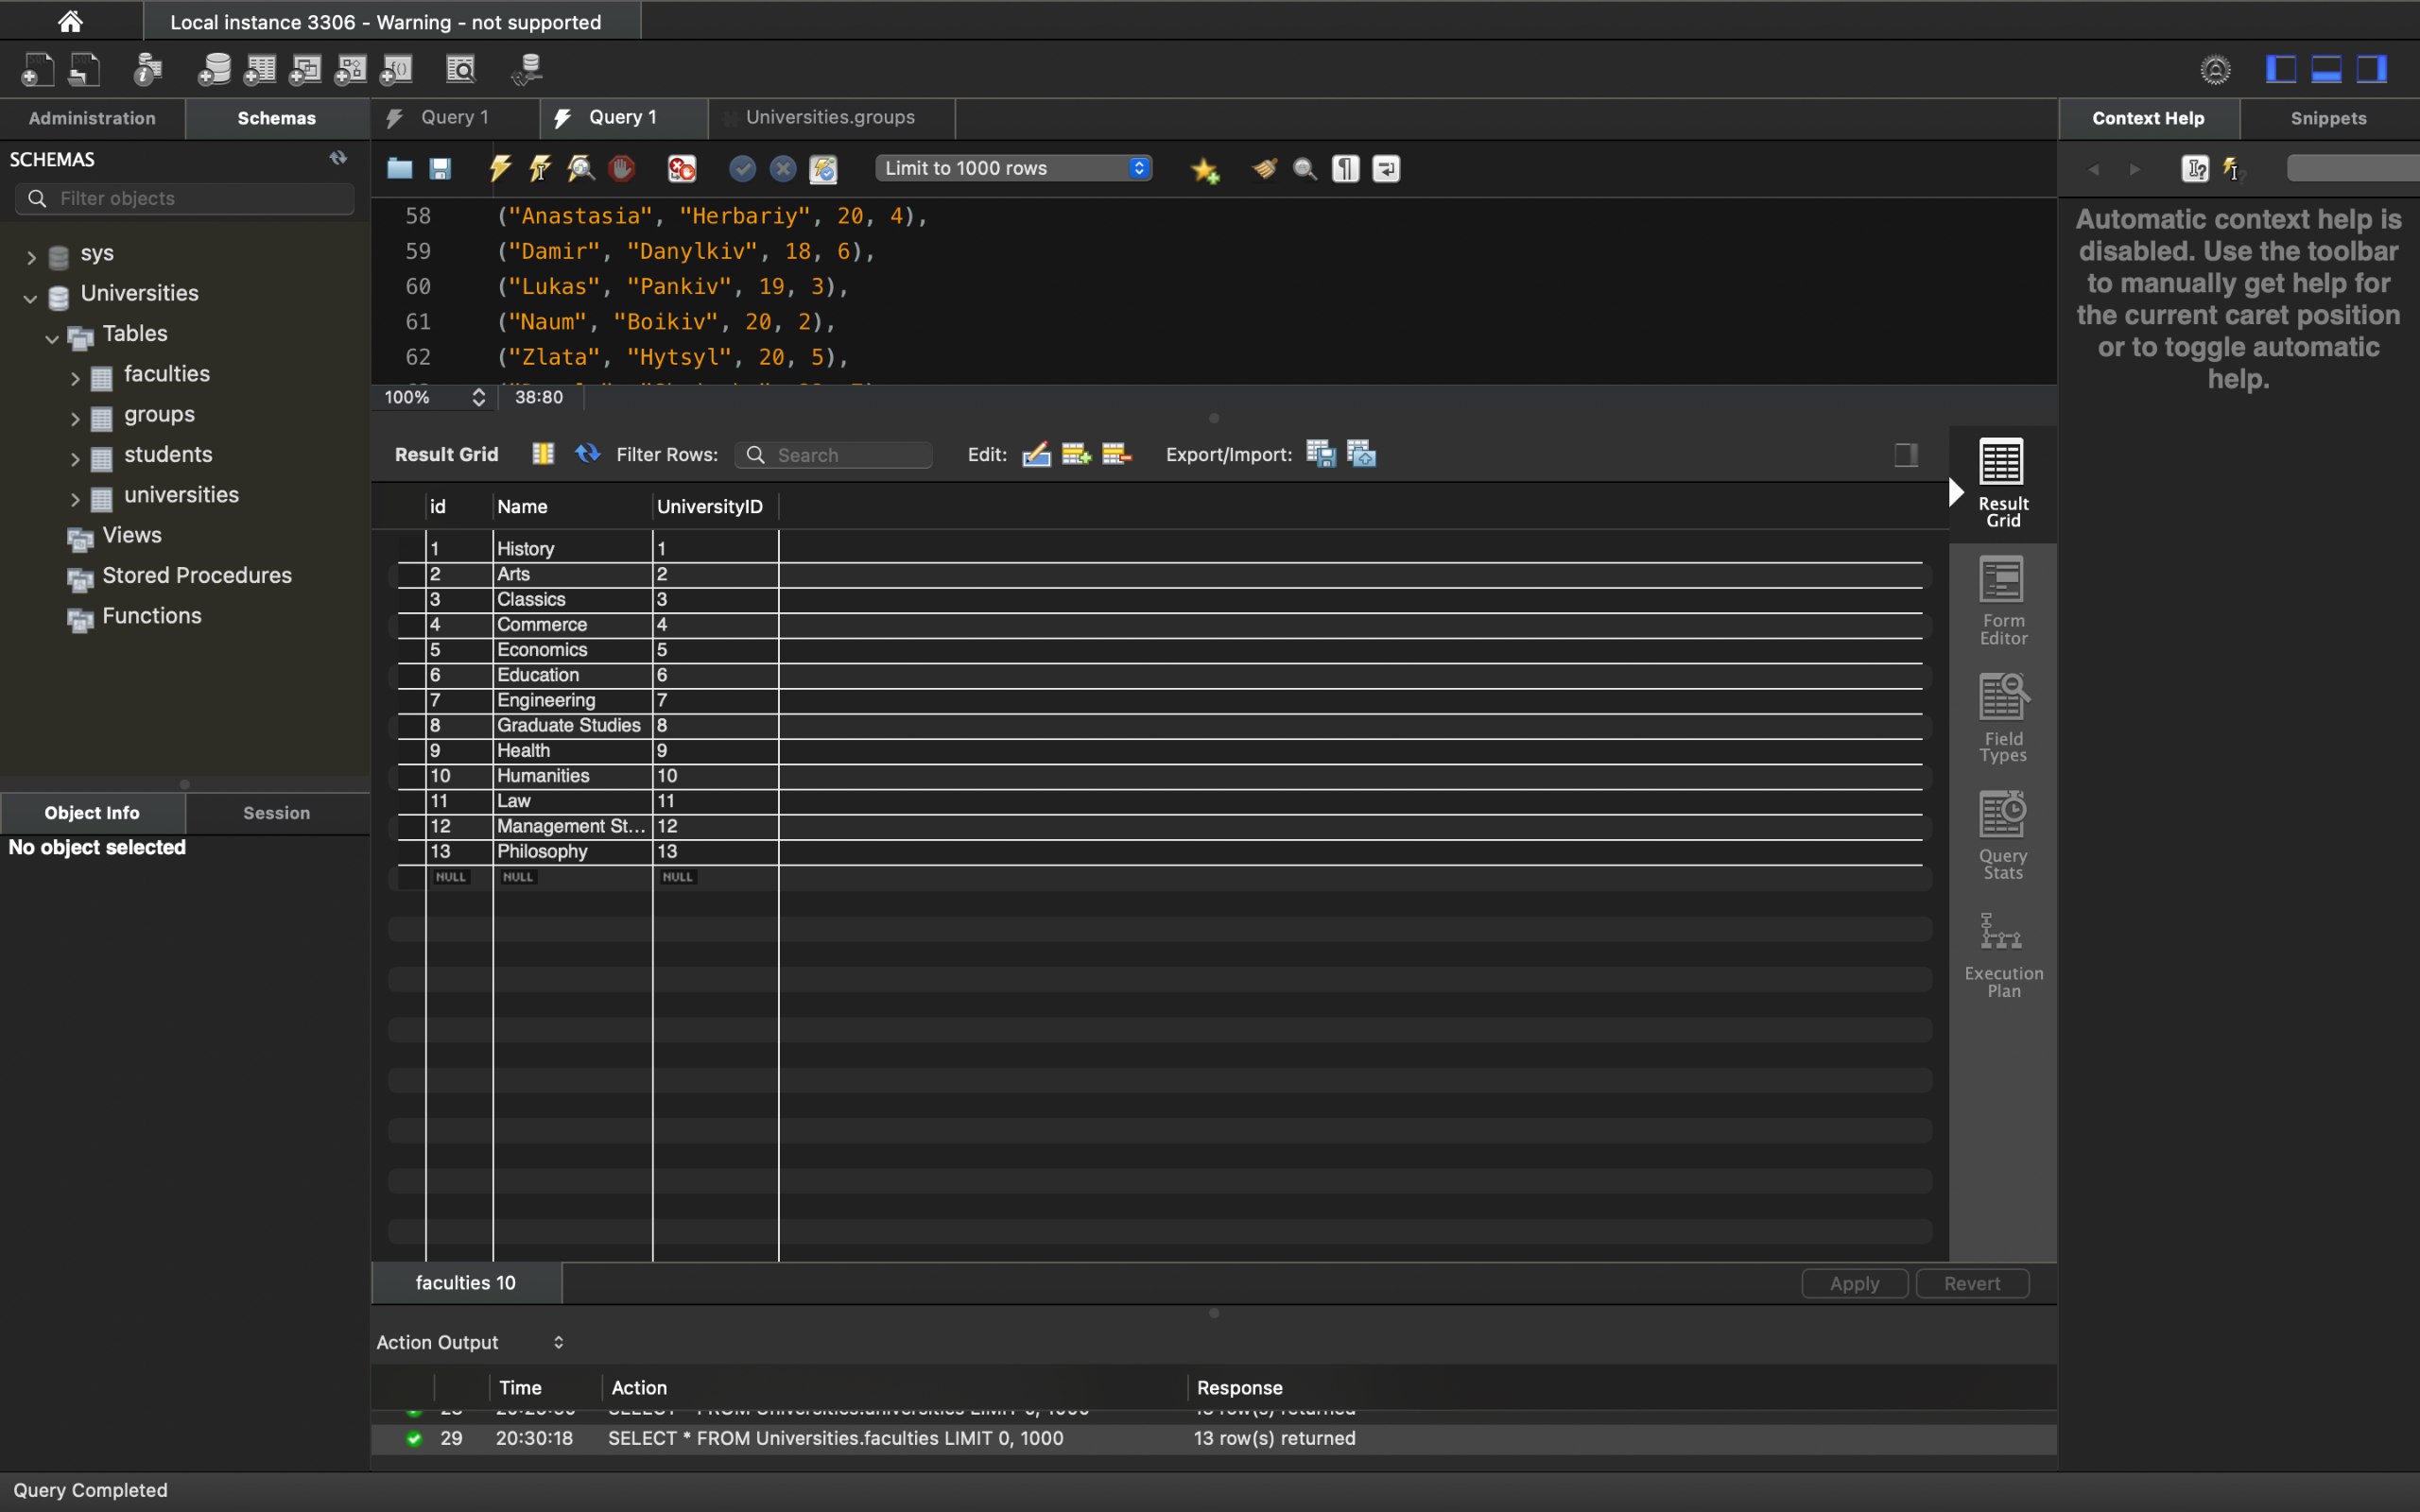 Local instance 3306 - Warning - not supported
Administration
Schemas
Query 1
Query 1
Universities.groups
Context Help
Snippets
SCHEMAS
Filter objects
Limit to 1000 rows
sys
Universities
Tables
faculties
groups
students
universities
Views
Stored Procedures
Functions
58 ("Anastasia", "Herbariy", 20, 4),
59 ("Damir", "Danylkiv", 18, 6),
60 ("Lukas", "Pankiv", 19, 3),
61 ("Naum", "Boikiv", 20, 2),
62 ("Zlata", "Hytsyl", 20, 5),
100% 38:80
Automatic context help is
disabled. Use the toolbar
to manually get help for
the current caret position
or to toggle automatic
help.
Result Grid Filter Rows: Search Edit: Export/Import:
id Name UniversityID
1 History 1
2 Arts 2
3 Classics 3
4 Commerce 4
5 Economics 5
6 Education 6
7 Engineering 7
8 Graduate Studies 8
9 Health 9
10 Humanities 10
11 Law 11
12 Management St... 12
13 Philosophy 13
NULL NULL NULL
Result
Grid
Form
Editor
Field
Types
Query
Stats
Execution
Plan
Object Info
Session
No object selected
faculties 10
Apply
Revert
Action Output
Time Action Response
29 20:30:18 SELECT * FROM Universities.faculties LIMIT 0, 1000 13 row(s) returned
Query Completed